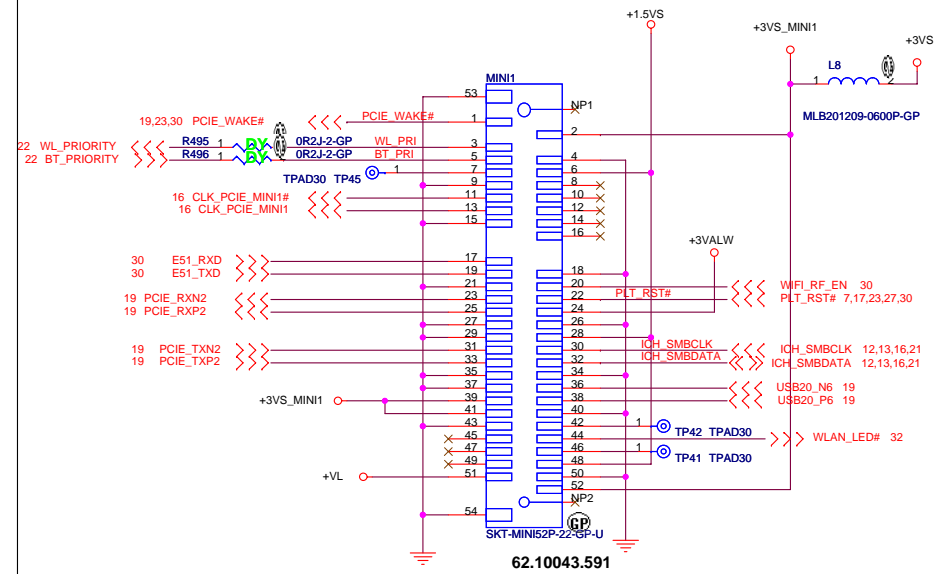 +1.5VS
+3VS_MINI1
+3VS
L8
1 2
MLB201209-0600P-GP
MINI1
53
NP1
19,23,30 PCIE_WAKE# PCIE_WAKE# 1
2
22 WL_PRIORITY R495 1 DY 2 0R2J-2-GP WL_PRI 3
22 BT_PRIORITY R496 1 DY 2 0R2J-2-GP BT_PRI 5
4
TPAD30 TP45 1 7
6
9
8
16 CLK_PCIE_MINI1# 11
10
16 CLK_PCIE_MINI1 13
12
15
14
16
+3VALW
30 E51_RXD 17
30 E51_TXD 19
18
21
20 WIFI_RF_EN 30
19 PCIE_RXN2 23
22 PLT_RST# PLT_RST# 7,17,23,27,30
19 PCIE_RXP2 25
24
27
26
29
28
19 PCIE_TXN2 31
30 ICH_SMBCLK ICH_SMBCLK 12,13,16,21
19 PCIE_TXP2 33
32 ICH_SMBDATA ICH_SMBDATA 12,13,16,21
35
34
37
36 USB20_N6 19
+3VS_MINI1 39
38 USB20_P6 19
41
40
43
42 1 TP42 TPAD30
45
44 WLAN_LED# 32
47
46 1 TP41 TPAD30
49
48
+VL 51
50
52
54
NP2
GP
SKT-MINI52P-22-GP-U
62.10043.591